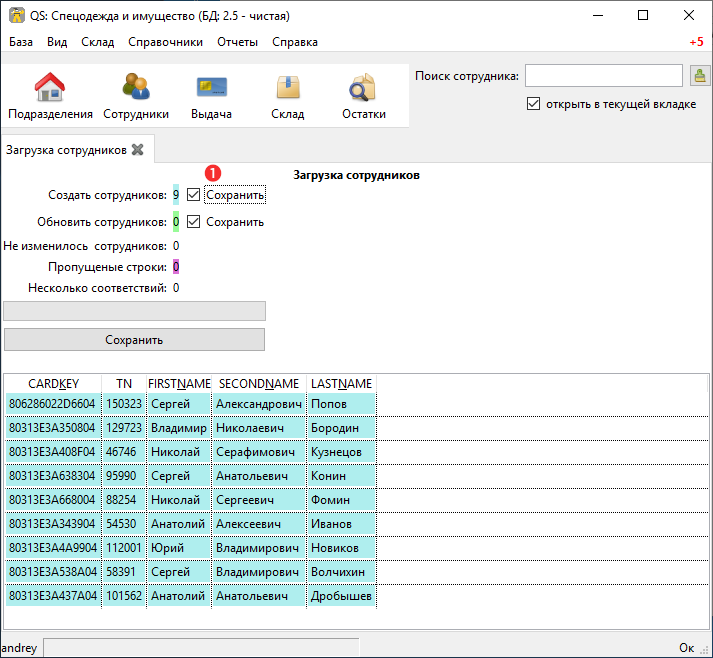 QS: Спецодежда и имущество (БД: 2.5 - чистая)
База Вид Склад Справочники Отчеты Справка +5
Подразделения Сотрудники Выдача Склад Остатки
Поиск сотрудника:
открыть в текущей вкладке
Загрузка сотрудников
1
Загрузка сотрудников
Создать сотрудников: 9 Сохранить
Обновить сотрудников: 0 Сохранить
Не изменилось сотрудников: 0
Пропущеные строки: 0
Несколько соответствий: 0
Сохранить
CARDKEY TN FIRSTNAME SECONDNAME LASTNAME
806286022D6604 150323 Сергей Александрович Попов
80313E3A350804 129723 Владимир Николаевич Бородин
80313E3A408F04 46746 Николай Серафимович Кузнецов
80313E3A638304 95990 Сергей Анатольевич Конин
80313E3A668004 88254 Николай Сергеевич Фомин
80313E3A343904 54530 Анатолий Алексеевич Иванов
80313E3A4A9904 112001 Юрий Владимирович Новиков
80313E3A538A04 58391 Сергей Владимирович Волчихин
80313E3A437A04 101562 Анатолий Анатольевич Дробышев
andrey Ок